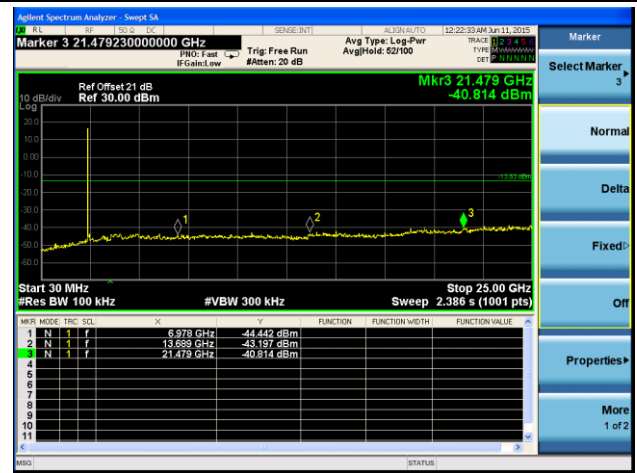 Agilent Spectrum Analyzer - Swept SA
RL RF 50 Ω DC SENSE:INT ALIGN AUTO 12:22:33 AM Jun 11, 2015
Marker 3 21.479230000000 GHz
PNO: Fast
IFGain:Low
Trig: Free Run
#Atten: 20 dB
Avg Type: Log-Pwr
Avg|Hold: 52/100
TRACE 1 2 3 4 5 6
TYPE
DET P N N N N N
Ref Offset 21 dB
Ref 30.00 dBm
10 dB/div
Log
Mkr3 21.479 GHz
-40.814 dBm
20.0
10.0
0.00
-10.0
-13.63 dBm
-20.0
-30.0
-40.0
-50.0
-60.0
1
2
3
Start 30 MHz
Stop 25.00 GHz
#Res BW 100 kHz
#VBW 300 kHz
Sweep 2.386 s (1001 pts)
MKR MODE TRC SCL X Y FUNCTION FUNCTION WIDTH FUNCTION VALUE
1 N 1 f 6.978 GHz -44.442 dBm
2 N 1 f 13.689 GHz -43.197 dBm
3 N 1 f 21.479 GHz -40.814 dBm
4
5
6
7
8
9
10
11
MSG
STATUS
Marker
Select Marker
3
Normal
Delta
Fixed
Off
Properties
More
1 of 2